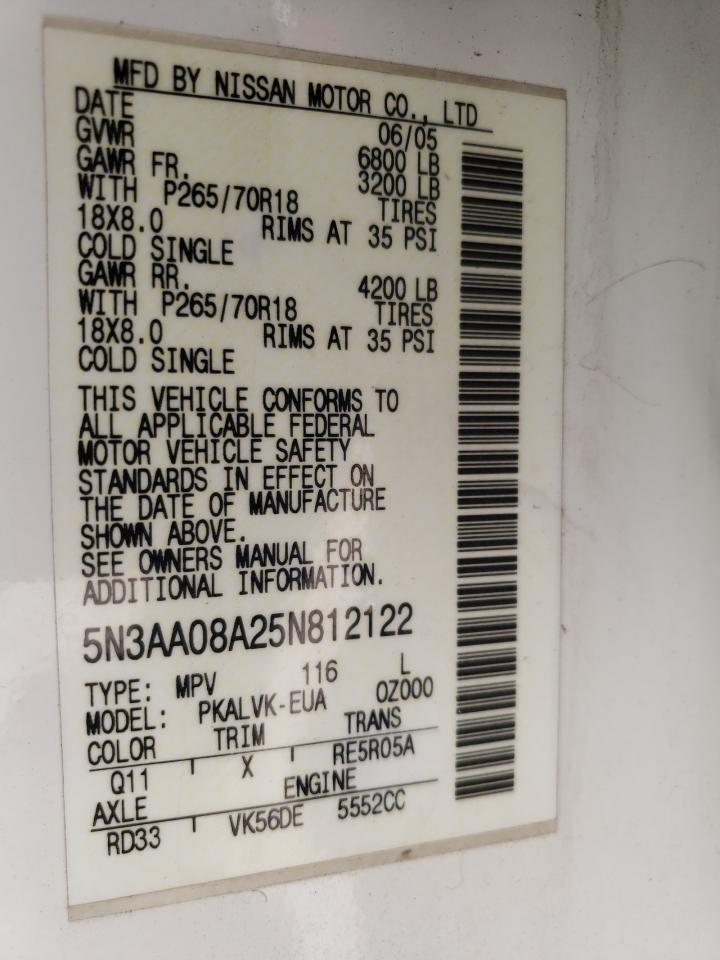 MFD BY NISSAN MOTOR CO., LTD
DATE 06/05
GVWR 6800 LB
GAWR FR. 3200 LB
WITH P265/70R18 TIRES
18X8.0 RIMS AT 35 PSI
COLD SINGLE
GAWR RR. 4200 LB
WITH P265/70R18 TIRES
18X8.0 RIMS AT 35 PSI
COLD SINGLE
THIS VEHICLE CONFORMS TO
ALL APPLICABLE FEDERAL
MOTOR VEHICLE SAFETY
STANDARDS IN EFFECT ON
THE DATE OF MANUFACTURE
SHOWN ABOVE.
SEE OWNERS MANUAL FOR
ADDITIONAL INFORMATION.
5N3AA08A25N812122
TYPE: MPV 116 L
MODEL: PKALVK-EUA 0Z000
COLOR TRIM TRANS
Q11 X RE5R05A
AXLE ENGINE
RD33 VK56DE 5552CC